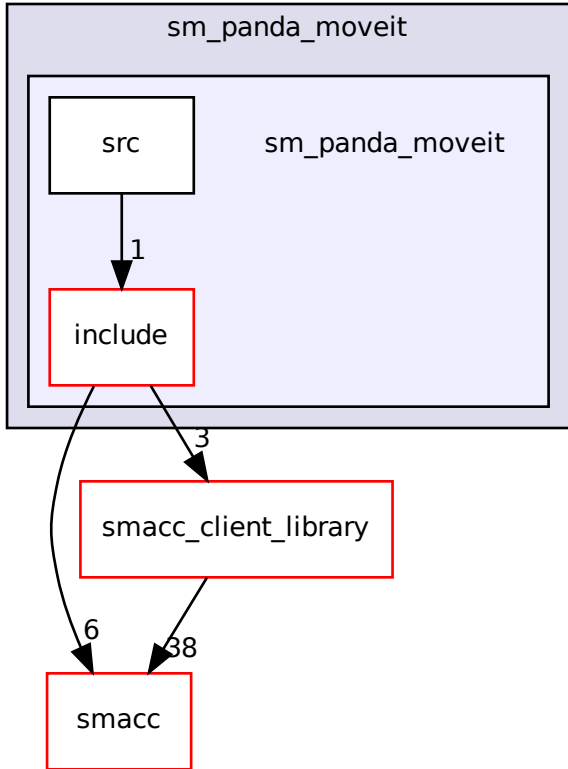 sm_panda_moveit
src
sm_panda_moveit
1
include
3
smacc_client_library
6
38
smacc